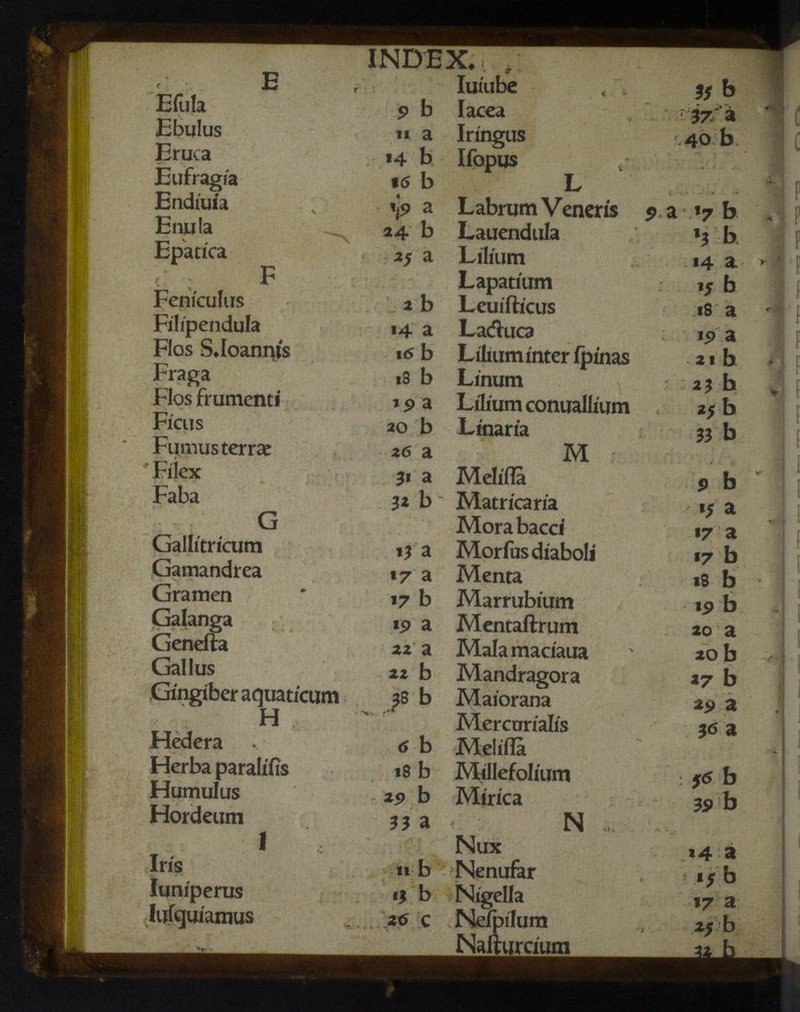 INDEX.
E
Eſula 9 b
Ebulus 11 a
Eruca 14 b
Eufragia 16 b
Endiuia 19 a
Enula 24 b
Epatica 25 a
F
Feniculus 2 b
Filipendula 14 a
Flos S.Ioannis 16 b
Fraga 18 b
Flos frumenti 19 a
Ficus 20 b
Fumus terræ 26 a
Filex 31 a
Faba 32 b
G
Gallitricum 13 a
Gamandrea 17 a
Gramen 17 b
Galanga 19 a
Geneſta 22 a
Gallus 22 b
Gingiber aquaticum 38 b
H
Hedera 6 b
Herba paraliſis 18 b
Humulus 29 b
Hordeum 33 a
I
Iris 11 b
Iuniperus 13 b
Iuſquiamus 26 c
Iuiube 35 b
Iacea 37 a
Iringus 40 b
Iſopus
L
Labrum Veneris 9 a 17 b
Lauendula 13 b.
Lilium 14 a
Lapatium 15 b
Leuiſticus 18 a
Lactuca 19 a
Lilium inter ſpinas 21 b
Linum 23 b
Lilium conuallium 25 b
Linaria 33 b
M
Meliſſa 9 b
Matricaria 15 a
Mora bacci 17 a
Morſus diaboli 17 b
Menta 18 b
Marrubium 19 b
Mentaſtrum 20 a
Mala maciaua 20 b
Mandragora 27 b
Maiorana 29 a
Mercurialis 36 a
Meliſſa
Millefolium 56 b
Mirica 39 b
N
Nux 14 a
Nenufar 15 b
Nigella 17 a
Neſpilum 25 b
Naſturcium 32 b